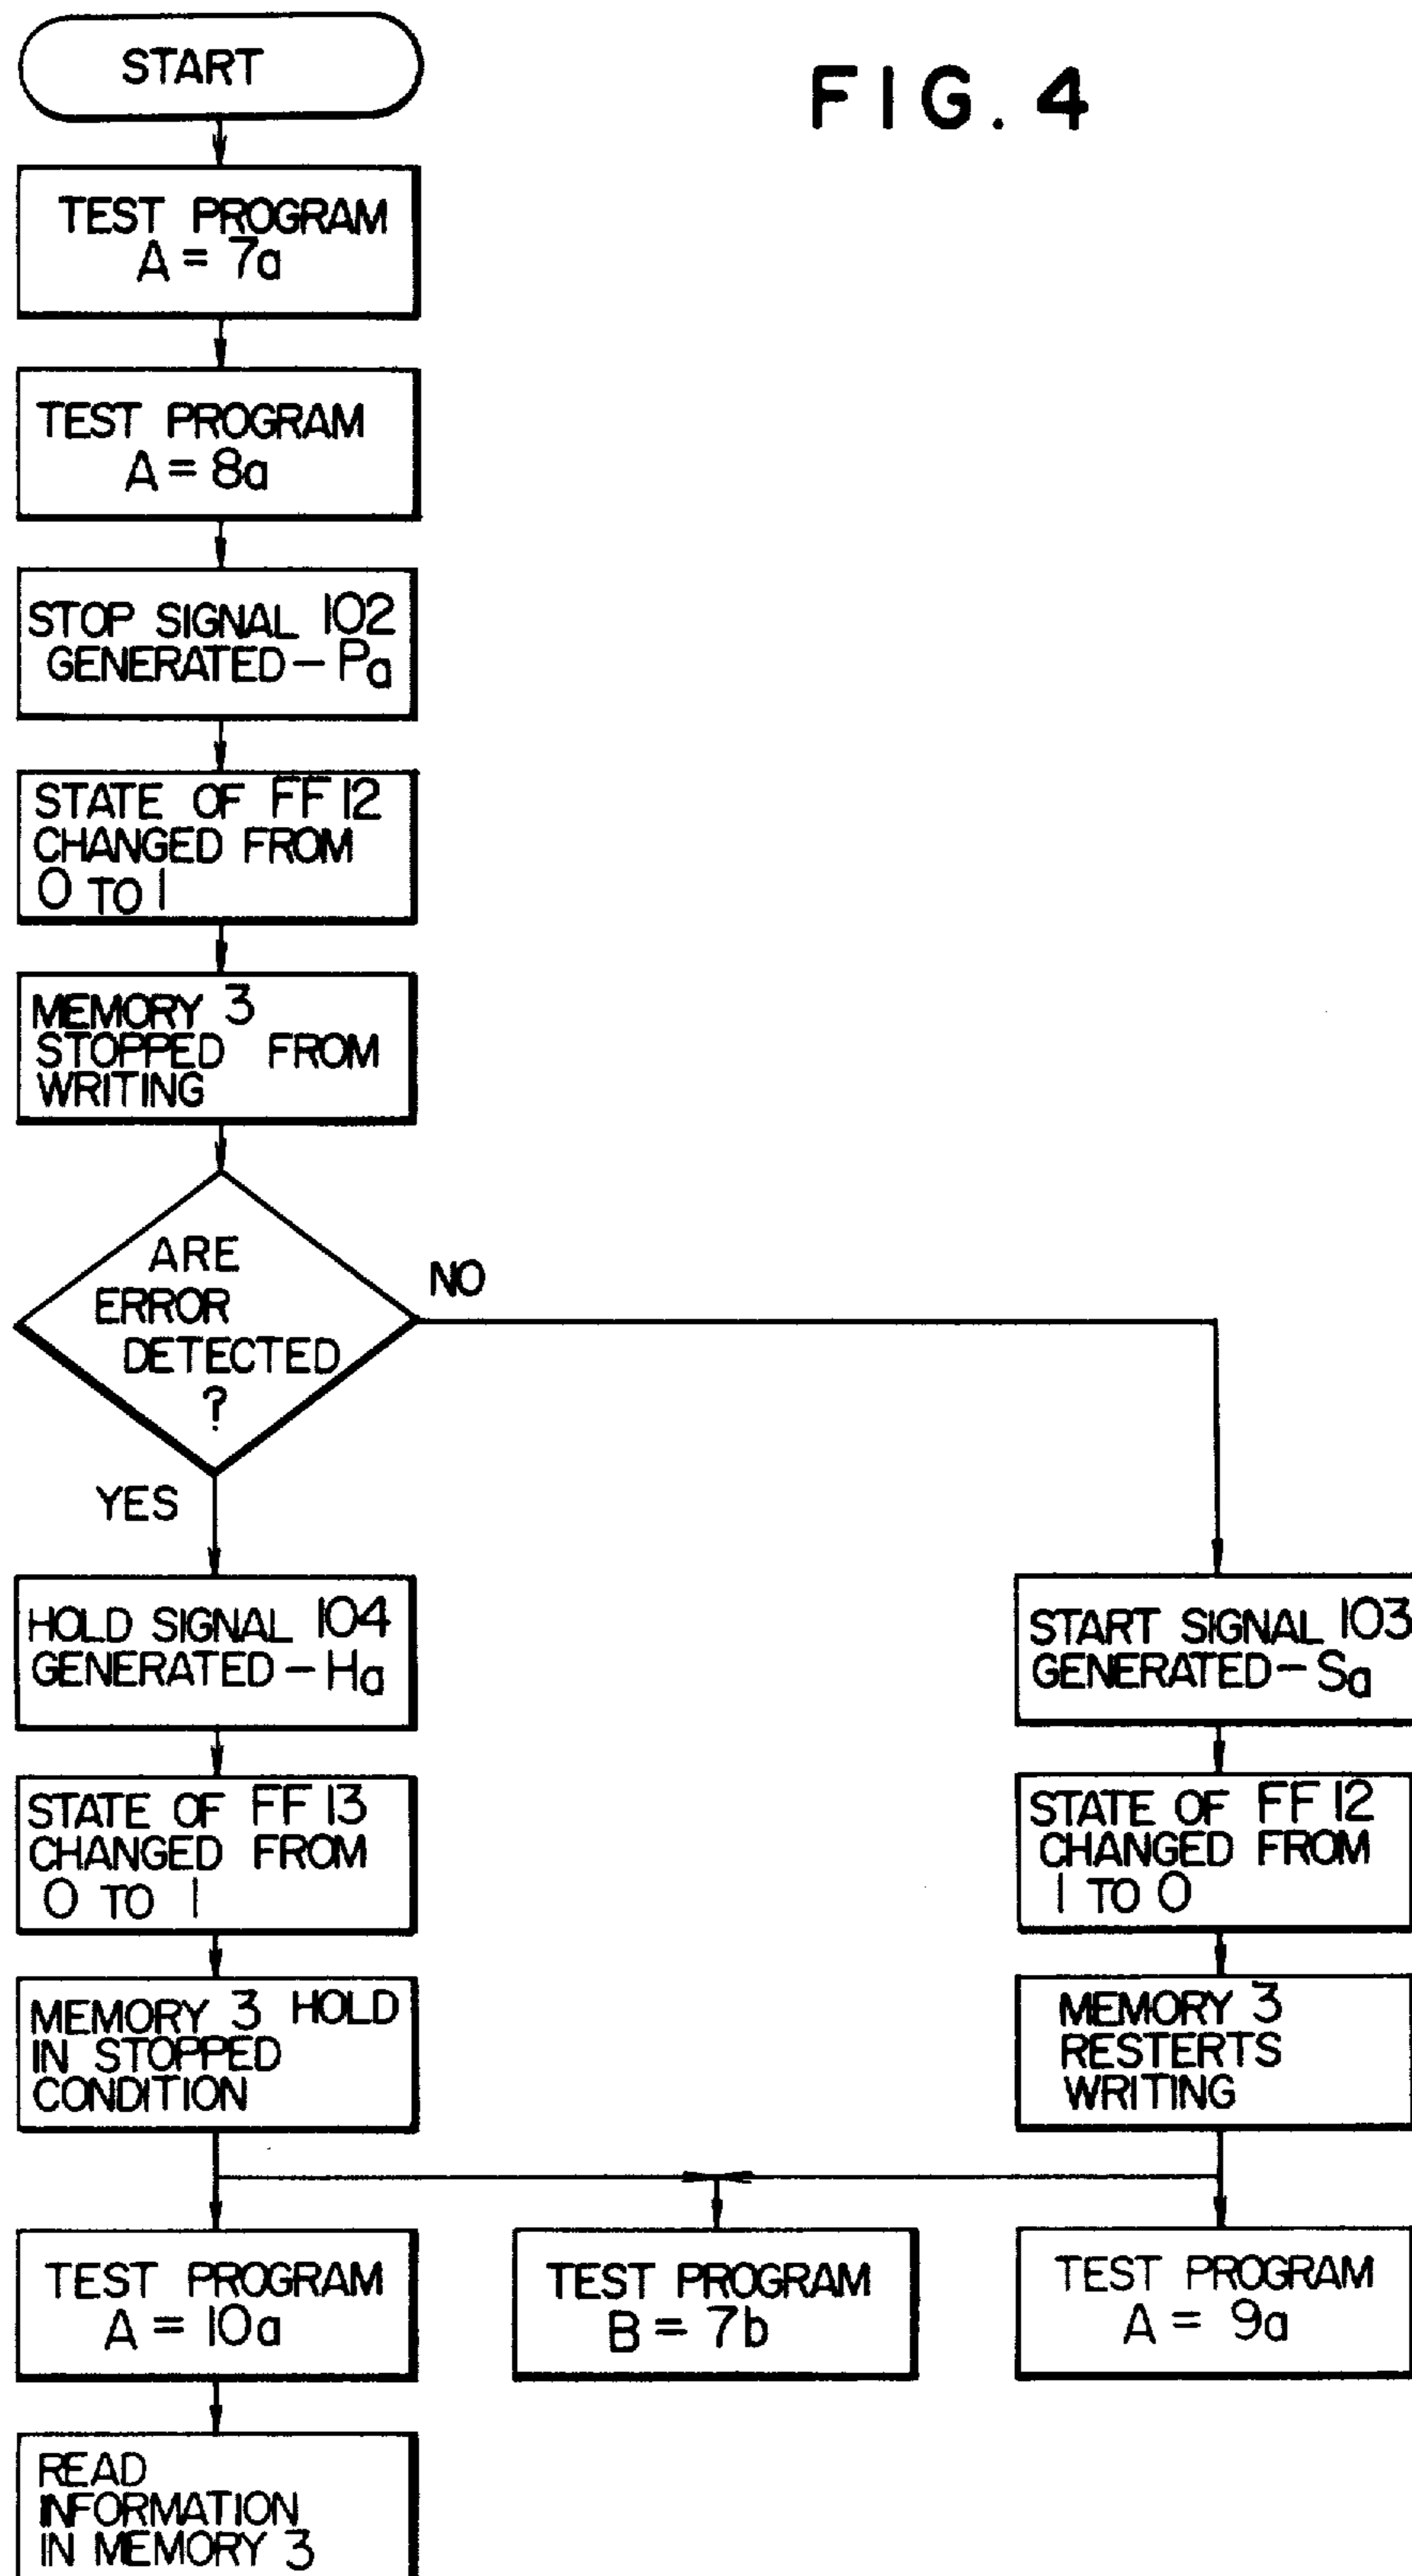 START
FIG. 4
TEST PROGRAM
A = 7a
TEST PROGRAM
A = 8a
STOP SIGNAL 102
GENERATED - Pa
STATE OF FF 12
CHANGED FROM
0 TO 1
MEMORY 3
STOPPED FROM
WRITING
ARE
ERROR
DETECTED
?
NO
YES
HOLD SIGNAL 104
GENERATED - Ha
START SIGNAL 103
GENERATED - Sa
STATE OF FF 13
CHANGED FROM
0 TO 1
STATE OF FF 12
CHANGED FROM
1 TO 0
MEMORY 3 HOLD
IN STOPPED
CONDITION
MEMORY 3
RESTERTS
WRITING
TEST PROGRAM
A = 10a
TEST PROGRAM
B = 7b
TEST PROGRAM
A = 9a
READ
INFORMATION
IN MEMORY 3